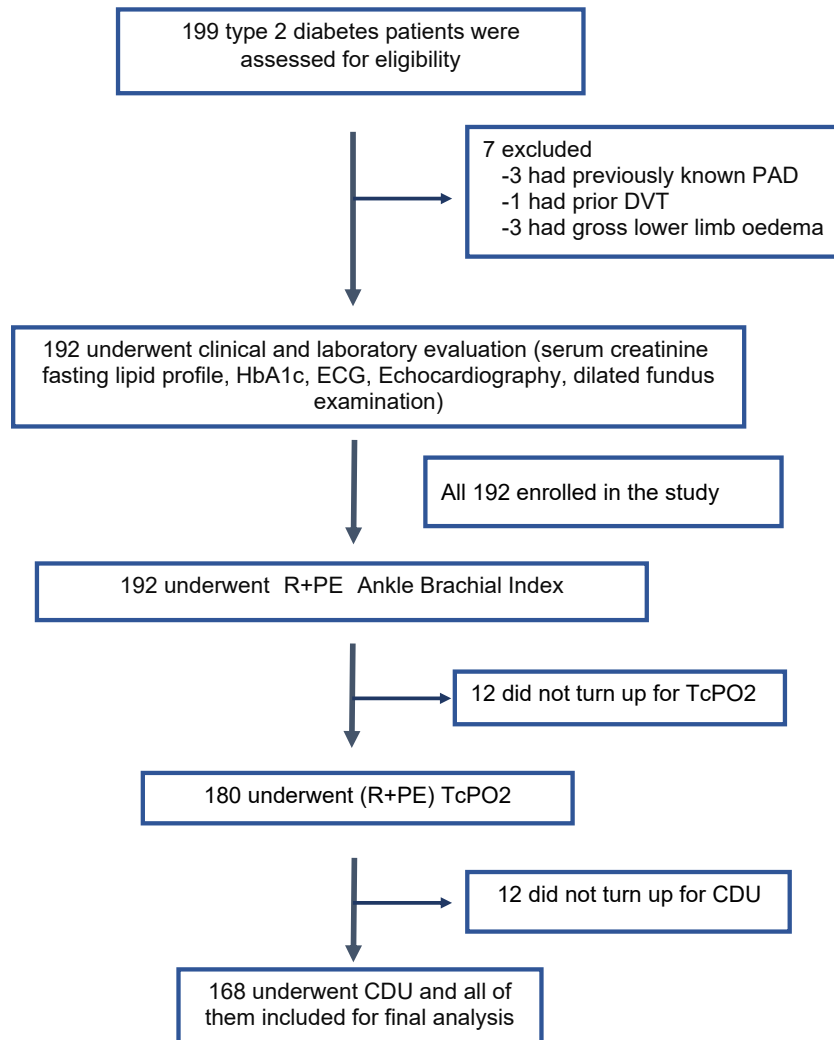 199 type 2 diabetes patients were
assessed for eligibility
7 excluded
-3 had previously known PAD
-1 had prior DVT
-3 had gross lower limb oedema
192 underwent clinical and laboratory evaluation (serum creatinine
fasting lipid profile, HbA1c, ECG, Echocardiography, dilated fundus
examination)
All 192 enrolled in the study
192 underwent R+PE Ankle Brachial Index
12 did not turn up for TcPO2
180 underwent (R+PE) TcPO2
12 did not turn up for CDU
168 underwent CDU and all of
them included for final analysis